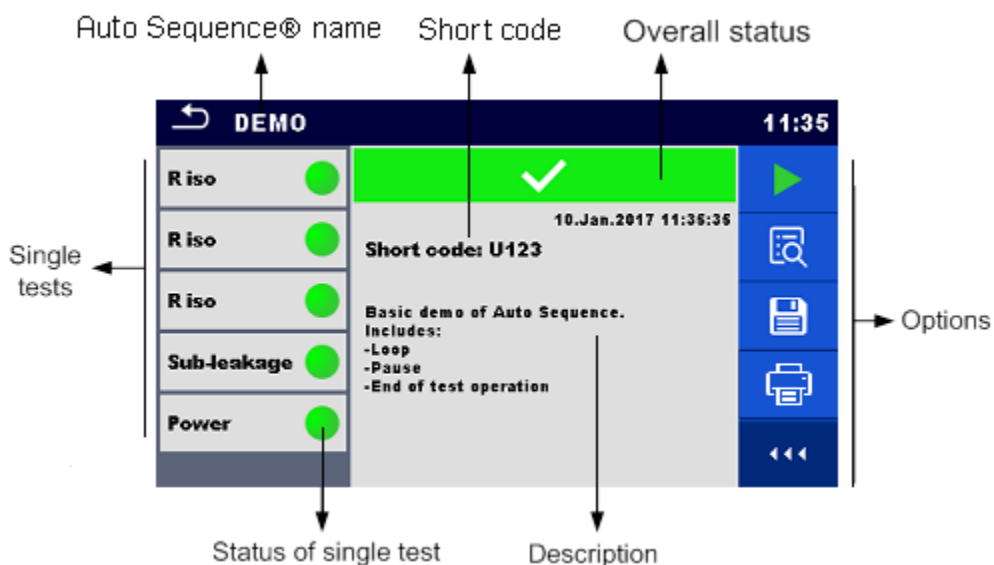 Auto Sequence® name
Short code
Overall status
DEMO
11:35
R iso
R iso
R iso
Sub-leakage
Power
10.Jan.2017 11:35:35
Short code: U123
Basic demo of Auto Sequence.
Includes:
-Loop
-Pause
-End of test operation
Single
tests
Options
Status of single test
Description